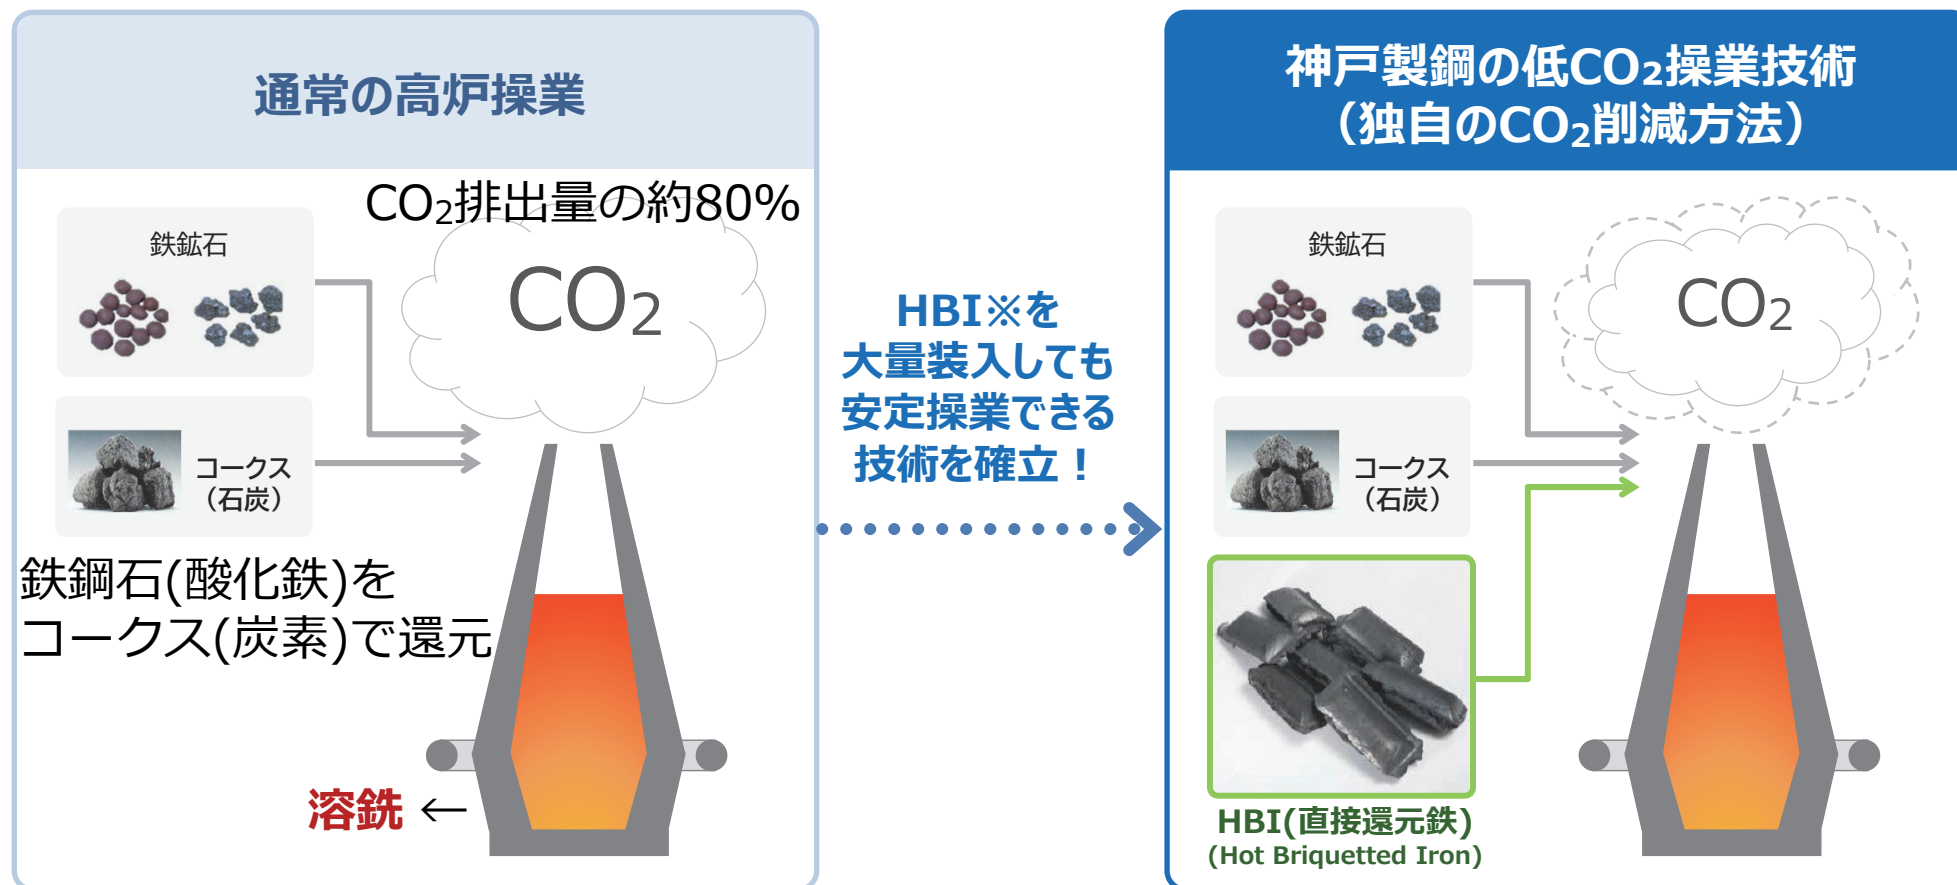 通常の高炉操業
CO₂排出量の約80%
鉄鉱石
CO₂
コークス
（石炭）
鉄鋼石(酸化鉄)を
コークス(炭素)で還元
溶銑 ←
HBI※を
大量装入しても
安定操業できる
技術を確立！
神戸製鋼の低CO₂操業技術
（独自のCO₂削減方法）
鉄鉱石
CO₂
コークス
（石炭）
HBI(直接還元鉄)
(Hot Briquetted Iron)